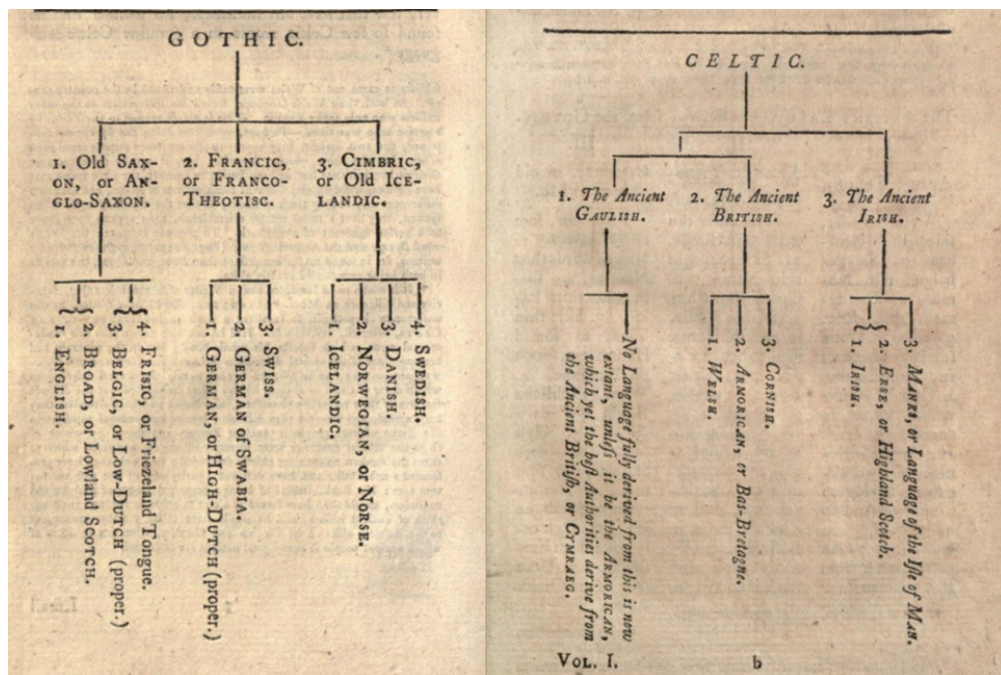 GOTHIC.
1. Old SAX-
ON, or AN-
GLO-SAXON.
2. FRANCIC,
or FRANCO-
THEOTISC.
3. CIMBRIC,
or Old ICE-
LANDIC.
1. ENGLISH.
2. BROAD, or Lowland SCOTCH.
3. BELGIC, or LOW-DUTCH (proper.)
4. FRISIC, or Friezeland Tongue.
1. GERMAN, or HIGH-DUTCH (proper.)
2. GERMAN of SWABIA.
3. SWISS.
1. ICELANDIC.
2. NORWEGIAN, or NORSE.
3. DANISH.
4. SWEDISH.
CELTIC.
1. The Ancient
GAULISH.
2. The Ancient
BRITISH.
3. The Ancient
IRISH.
No Language fully derived from this is now
extant, unleſs it be the ARMORICAN,
which yet the beſt Authorities derive from
the Ancient Britiſh, or CYMRAEG.
1. WELSH.
2. ARMORICAN, or Bas-Bretagne.
3. CORNISH.
1. IRISH.
2. ERSE, or Highland Scotch.
3. MANKS, or Language of the Iſle of MAN.
VOL. I.
b